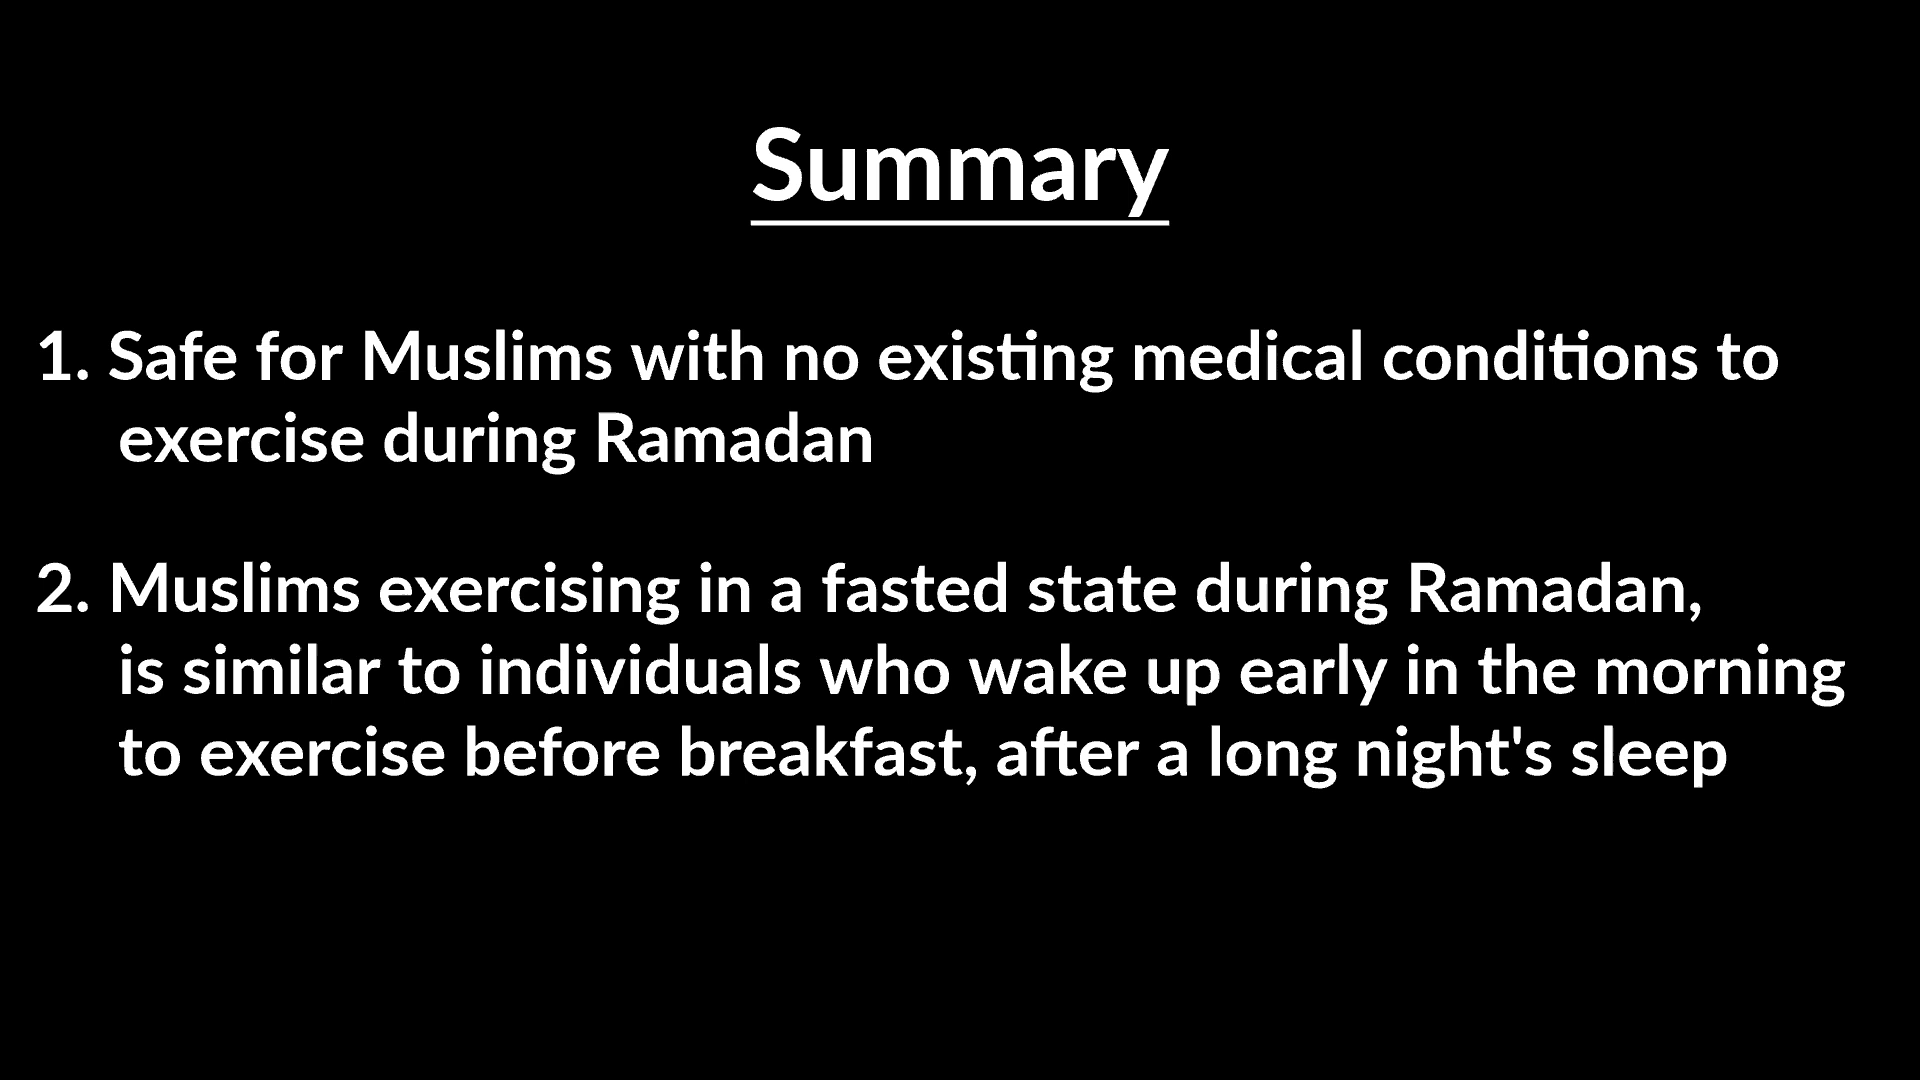 Summary
1. Safe for Muslims with no existing medical conditions to
exercise during Ramadan
2. Muslims exercising in a fasted state during Ramadan,
is similar to individuals who wake up early in the morning
to exercise before breakfast, after a long night's sleep